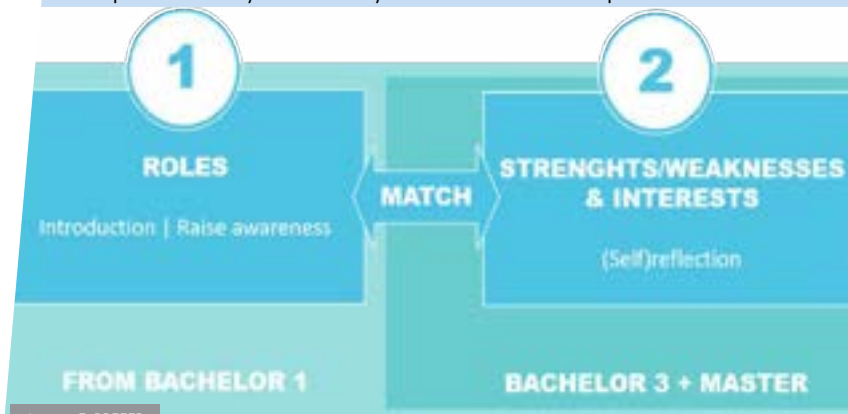 1
ROLES
Introduction | Raise awareness
MATCH
2
STRENGHTS/WEAKNESSES
& INTERESTS
(Self)reflection
FROM BACHELOR 1
BACHELOR 3 + MASTER